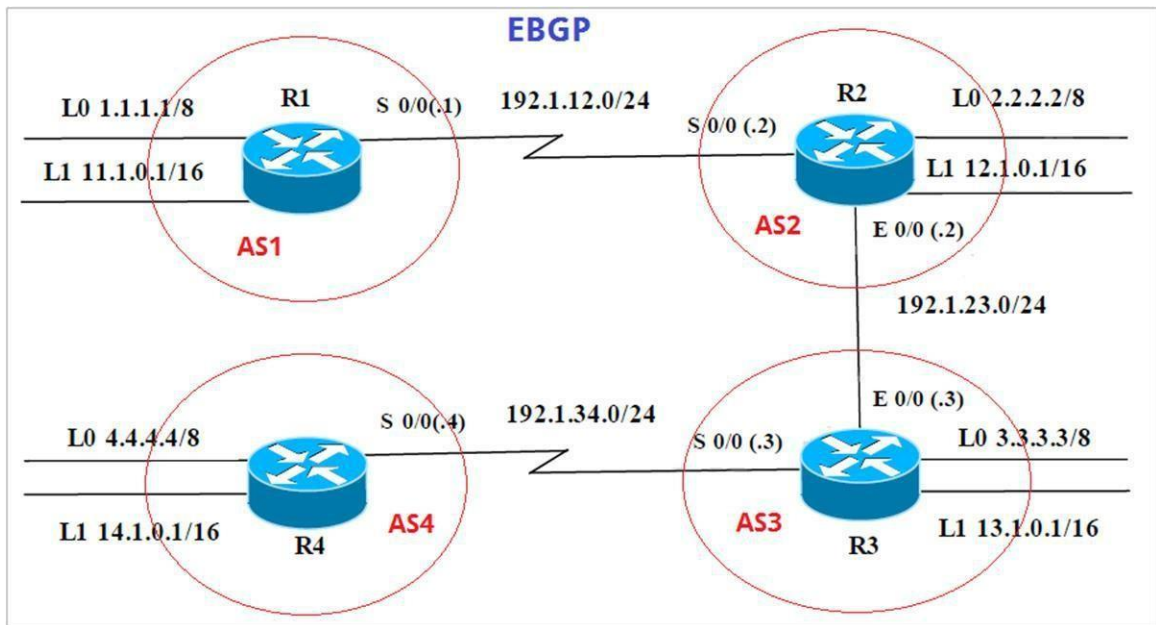 EBGP
L0 1.1.1.1/8
R1
S 0/0(.1)
192.1.12.0/24
R2
S 0/0 (.2)
L0 2.2.2.2/8
L1 11.1.0.1/16
L1 12.1.0.1/16
AS1
AS2
E 0/0 (.2)
192.1.23.0/24
L0 4.4.4.4/8
S 0/0(.4)
192.1.34.0/24
E 0/0 (.3)
S 0/0 (.3)
L0 3.3.3.3/8
L1 14.1.0.1/16
R4
AS4
AS3
R3
L1 13.1.0.1/16